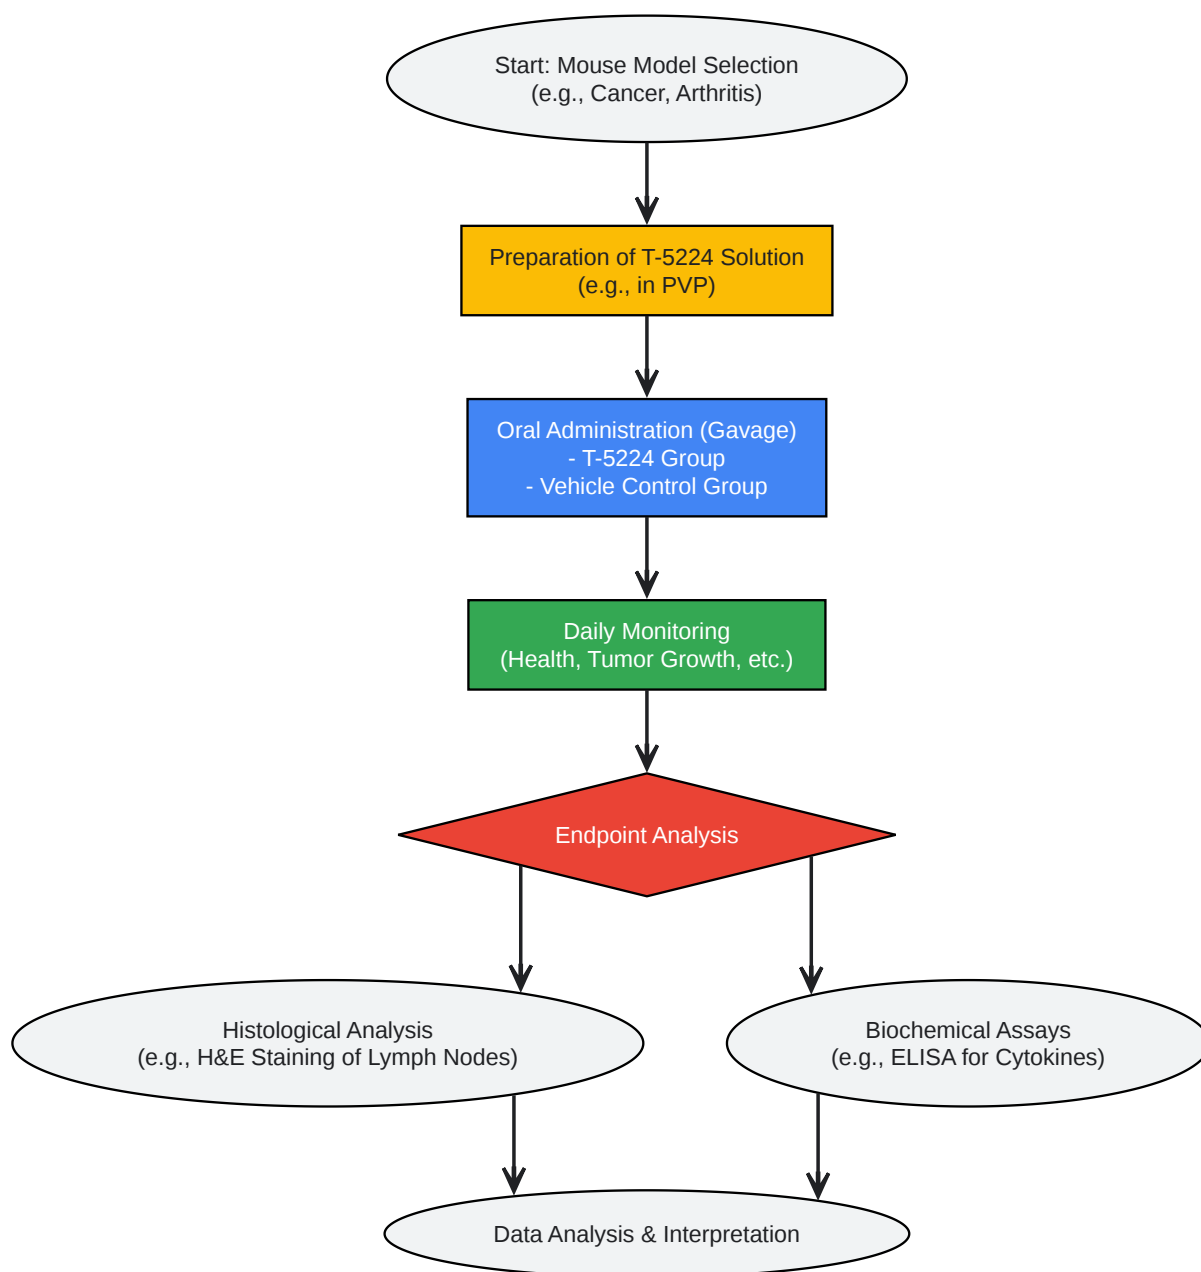 Start: Mouse Model Selection
(e.g., Cancer, Arthritis)
Preparation of T-5224 Solution
(e.g., in PVP)
Oral Administration (Gavage)
- T-5224 Group
- Vehicle Control Group
Daily Monitoring
(Health, Tumor Growth, etc.)
Endpoint Analysis
Histological Analysis
(e.g., H&E Staining of Lymph Nodes)
Biochemical Assays
(e.g., ELISA for Cytokines)
Data Analysis & Interpretation